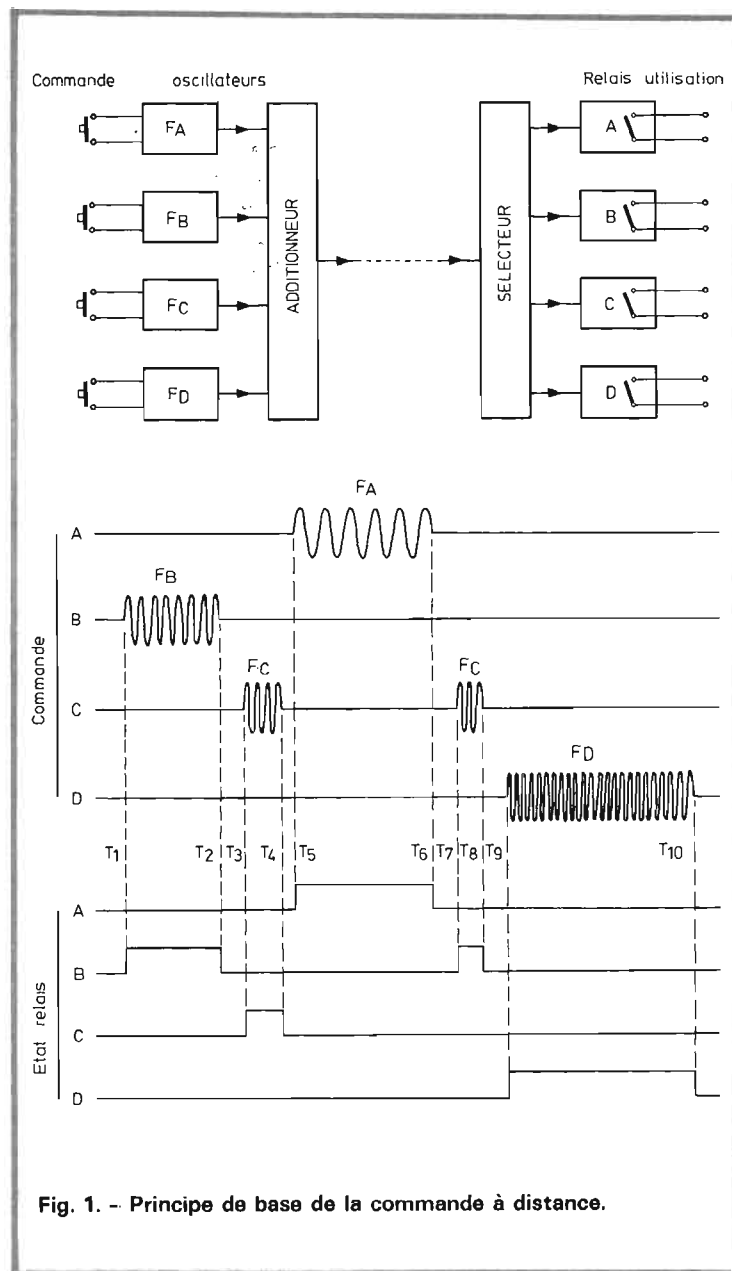 Commande oscillateurs Relais utilisation
FA
FB
FC
FD
ADDITIONNEUR
SELECTEUR
A
B
C
D
Commande
A FA
B FB
C FC FC
D FD
T1 T2 T3 T4 T5 T6 T7 T8 T9 T10
Etat relais
A
B
C
D
Fig. 1. - Principe de base de la commande à distance.